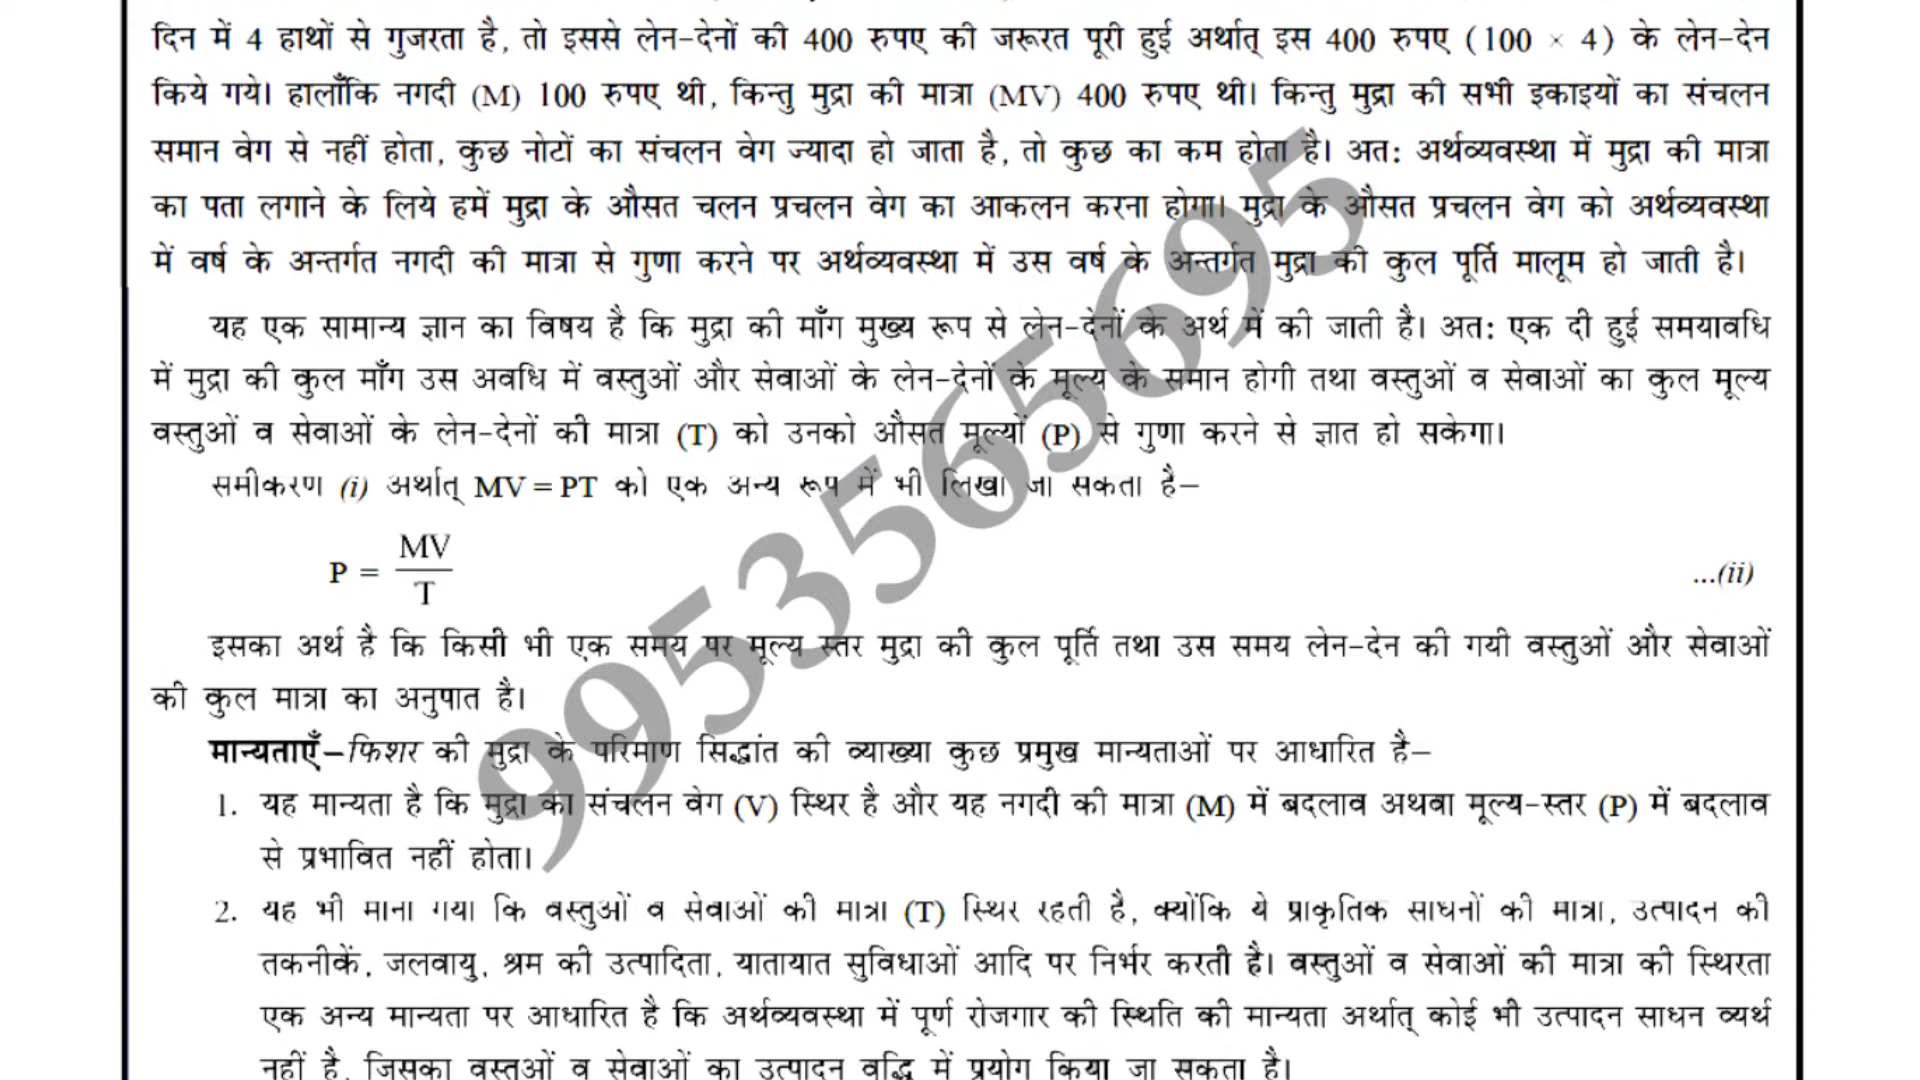 दिन में 4 हाथों से गुजरता है, तो इससे लेन-देनों की 400 रुपए की जरूरत पूरी हुई अर्थात् इस 400 रुपए (100 × 4) के लेन-देन
किये गये। हालाँकि नगदी (M) 100 रुपए थी, किन्तु मुद्रा की मात्रा (MV) 400 रुपए थी। किन्तु मुद्रा की सभी इकाइयों का संचलन
समान वेग से नहीं होता, कुछ नोटों का संचलन वेग ज्यादा हो जाता है, तो कुछ का कम होता है। अत: अर्थव्यवस्था में मुद्रा की मात्रा
का पता लगाने के लिये हमें मुद्रा के औसत चलन प्रचलन वेग का आकलन करना होगा। मुद्रा के औसत प्रचलन वेग को अर्थव्यवस्था
में वर्ष के अन्तर्गत नगदी की मात्रा से गुणा करने पर अर्थव्यवस्था में उस वर्ष के अन्तर्गत मुद्रा की कुल पूर्ति मालूम हो जाती है।
यह एक सामान्य ज्ञान का विषय है कि मुद्रा की माँग मुख्य रूप से लेन-देनों के अर्थ में की जाती है। अत: एक दी हुई समयावधि
में मुद्रा की कुल माँग उस अवधि में वस्तुओं और सेवाओं के लेन-देनों के मूल्य के समान होगी तथा वस्तुओं व सेवाओं का कुल मूल्य
वस्तुओं व सेवाओं के लेन-देनों की मात्रा (T) को उनको औसत मूल्यों (P) से गुणा करने से ज्ञात हो सकेगा।
समीकरण (i) अर्थात् MV = PT को एक अन्य रूप में भी लिखा जा सकता है–
P = MV / T ...(ii)
इसका अर्थ है कि किसी भी एक समय पर मूल्य स्तर मुद्रा की कुल पूर्ति तथा उस समय लेन-देन की गयी वस्तुओं और सेवाओं
की कुल मात्रा का अनुपात है।
मान्यताएँ–फिशर की मुद्रा के परिमाण सिद्धांत की व्याख्या कुछ प्रमुख मान्यताओं पर आधारित है–
1. यह मान्यता है कि मुद्रा का संचलन वेग (V) स्थिर है और यह नगदी की मात्रा (M) में बदलाव अथवा मूल्य-स्तर (P) में बदलाव
से प्रभावित नहीं होता।
2. यह भी माना गया कि वस्तुओं व सेवाओं की मात्रा (T) स्थिर रहती है, क्योंकि ये प्राकृतिक साधनों की मात्रा, उत्पादन की
तकनीकें, जलवायु, श्रम की उत्पादिता, यातायात सुविधाओं आदि पर निर्भर करती है। वस्तुओं व सेवाओं की मात्रा की स्थिरता
एक अन्य मान्यता पर आधारित है कि अर्थव्यवस्था में पूर्ण रोजगार की स्थिति की मान्यता अर्थात् कोई भी उत्पादन साधन व्यर्थ
नहीं है, जिसका वस्तुओं व सेवाओं का उत्पादन वृद्धि में प्रयोग किया जा सकता है।
9953565695